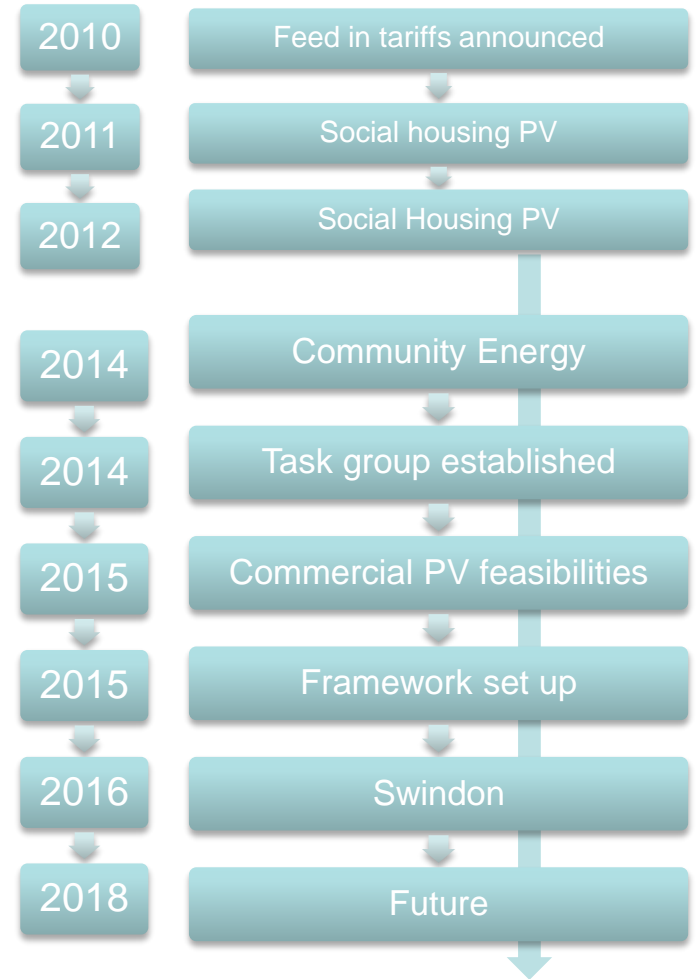 2010 Feed in tariffs announced
2011 Social housing PV
2012 Social Housing PV
2014 Community Energy
2014 Task group established
2015 Commercial PV feasibilities
2015 Framework set up
2016 Swindon
2018 Future